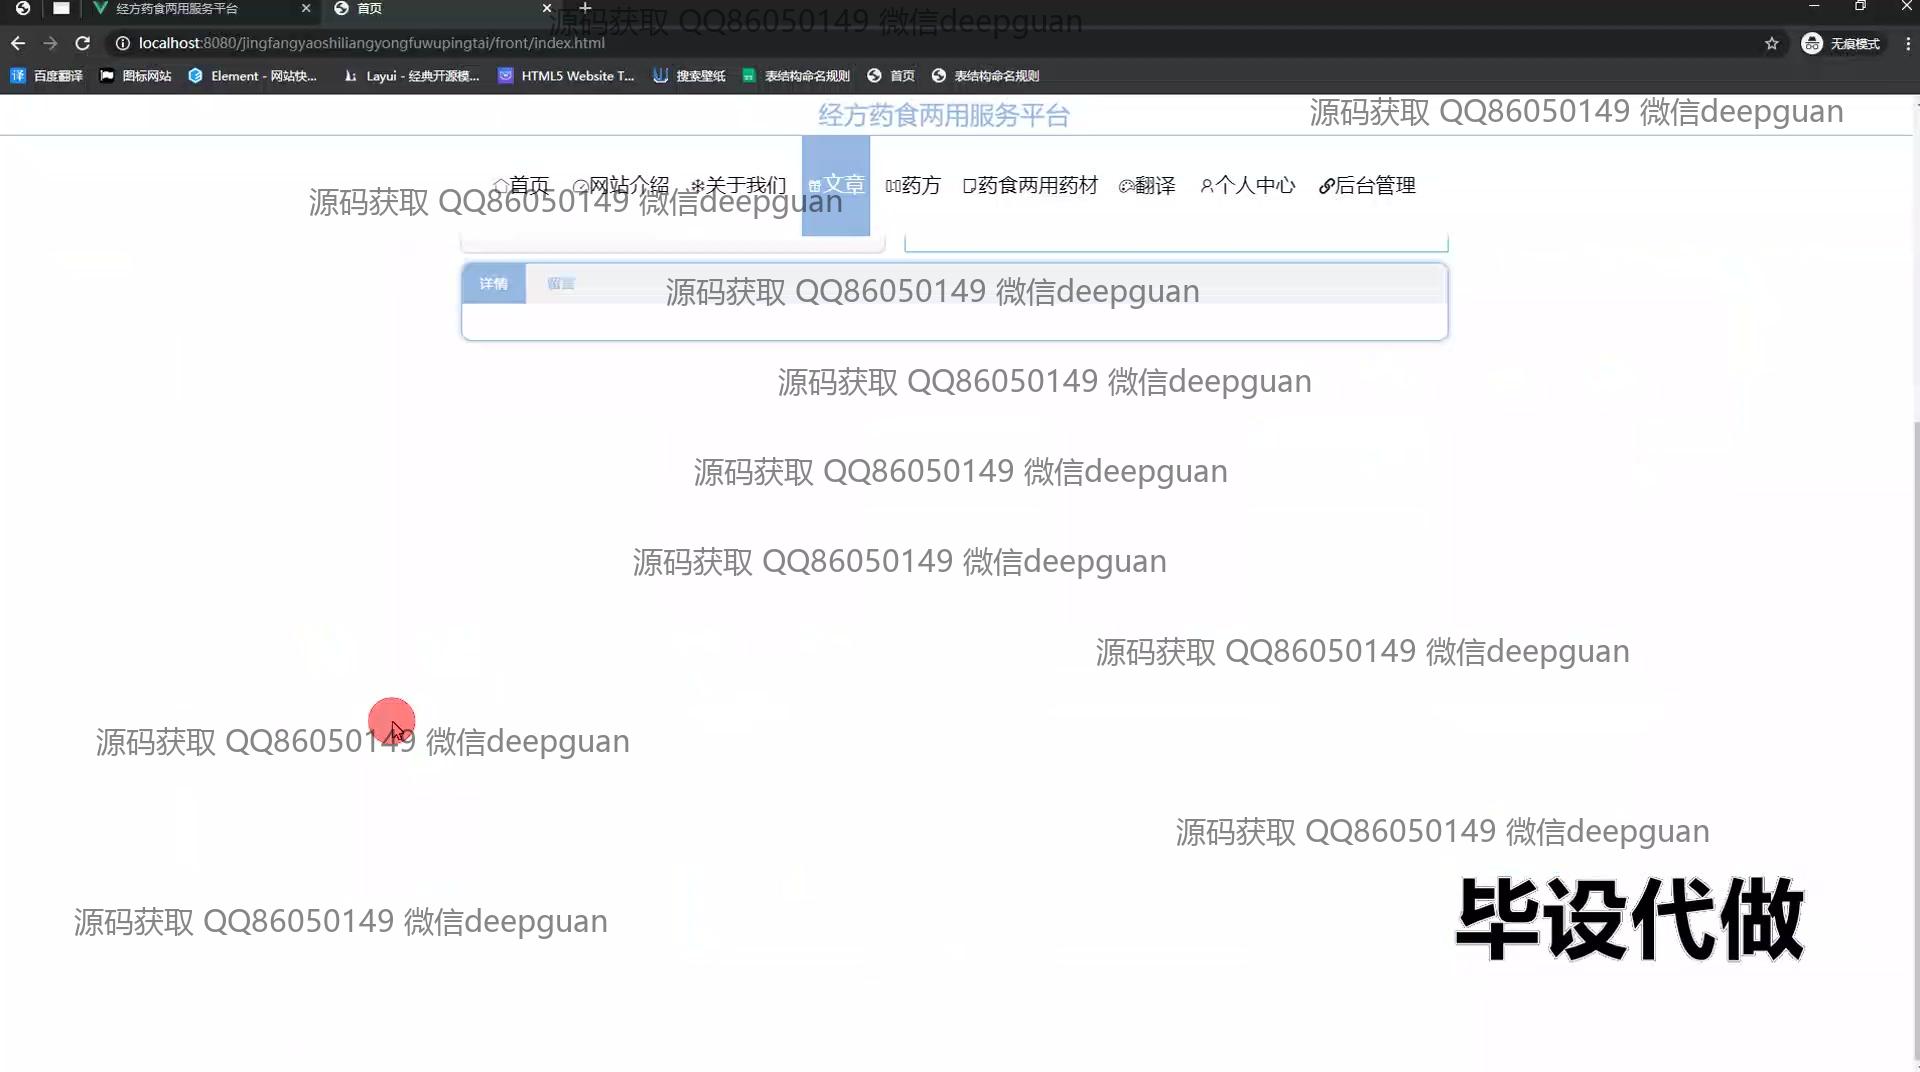 经方药食两用服务平台
首页
源码获取 QQ86050149 微信deepguan
localhost:8080/jingfangyaoshiliangyongfuwupingtai/front/index.html
无痕模式
百度翻译
图标网站
Element - 网站快...
Layui - 经典开源模...
HTML5 Website T...
搜索壁纸
表结构命名规则
首页
表结构命名规则
经方药食两用服务平台
源码获取 QQ86050149 微信deepguan
首页
网站介绍
关于我们
文章
药方
药食两用药材
翻译
个人中心
后台管理
源码获取 QQ86050149 微信deepguan
详情
留言
源码获取 QQ86050149 微信deepguan
源码获取 QQ86050149 微信deepguan
源码获取 QQ86050149 微信deepguan
源码获取 QQ86050149 微信deepguan
源码获取 QQ86050149 微信deepguan
源码获取 QQ86050149 微信deepguan
源码获取 QQ86050149 微信deepguan
源码获取 QQ86050149 微信deepguan
毕设代做